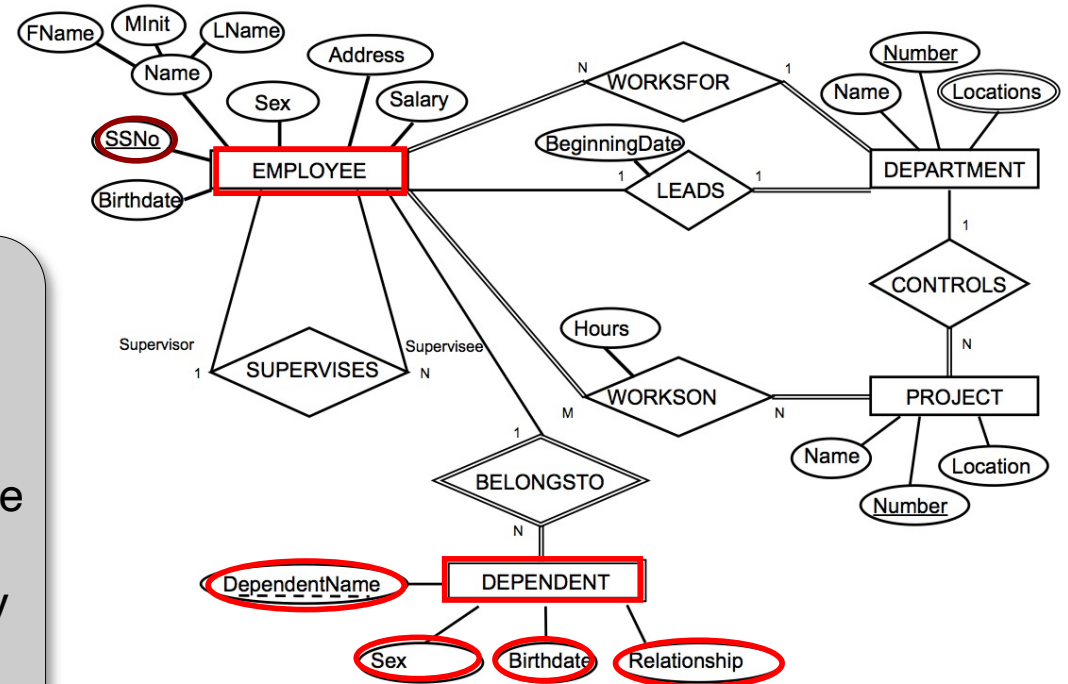 FName
MInit
LName
Name
Address
Sex
Salary
SSNo
EMPLOYEE
Birthdate
N
WORKSFOR
1
Number
Name
Locations
BeginningDate
1
LEADS
1
DEPARTMENT
1
CONTROLS
N
Supervisor
1
SUPERVISES
Supervisee
N
Hours
M
WORKSON
N
PROJECT
Name
Number
Location
1
BELONGSTO
N
DependentName
DEPENDENT
Sex
Birthdate
Relationship